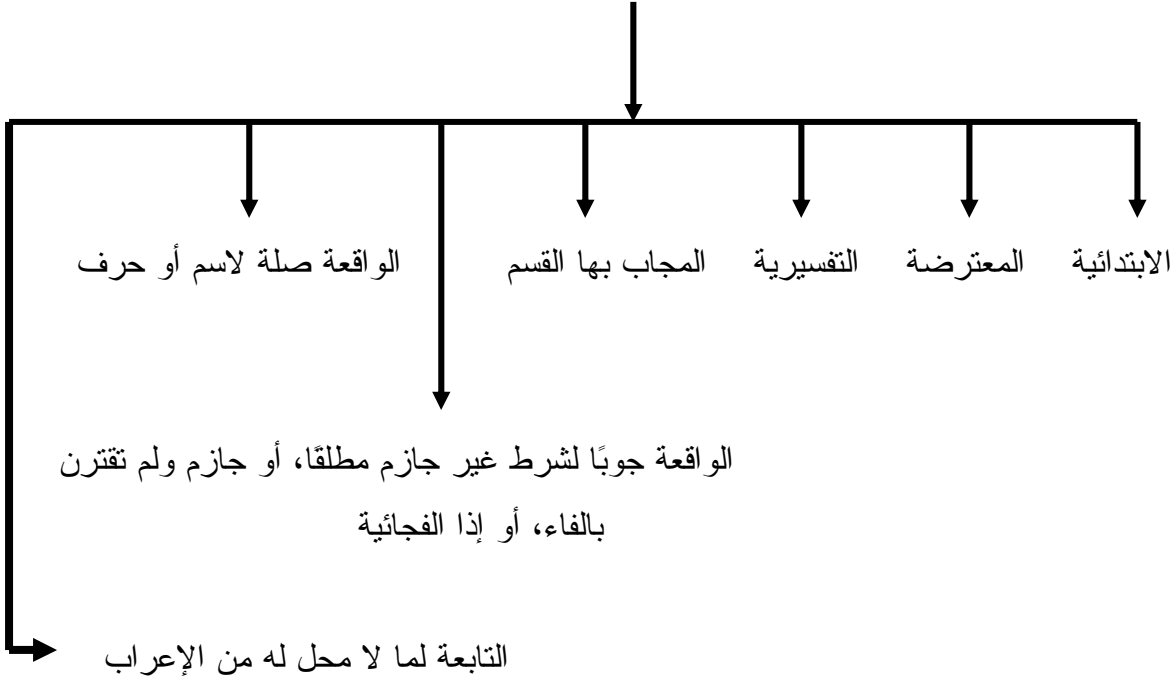 الابتدائية المعترضة التفسيرية المجاب بها القسم الواقعة صلة لاسم أو حرف
الواقعة جوبًا لشرط غير جازم مطلقًا، أو جازم ولم تقترن
بالفاء، أو إذا الفجائية
التابعة لما لا محل له من الإعراب